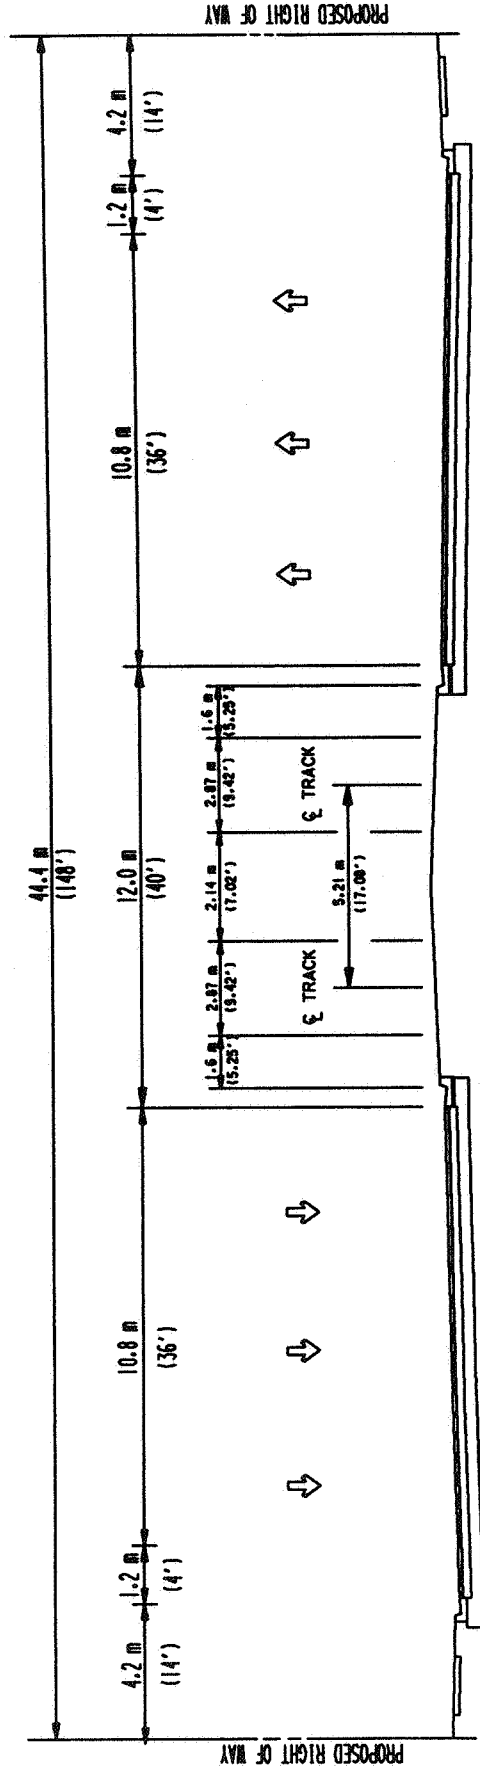 PROPOSED RIGHT OF WAY
44.4 m
(148')
4.2 m
(14')
1.2 m
(4')
10.8 m
(36')
12.0 m
(40')
10.8 m
(36')
1.2 m
(4')
4.2 m
(14')
1.6 m
(5.25')
2.87 m
(9.42')
2.14 m
(7.02')
2.87 m
(9.42')
1.6 m
(5.25')
℄ TRACK
℄ TRACK
5.21 m
(17.08')
PROPOSED RIGHT OF WAY